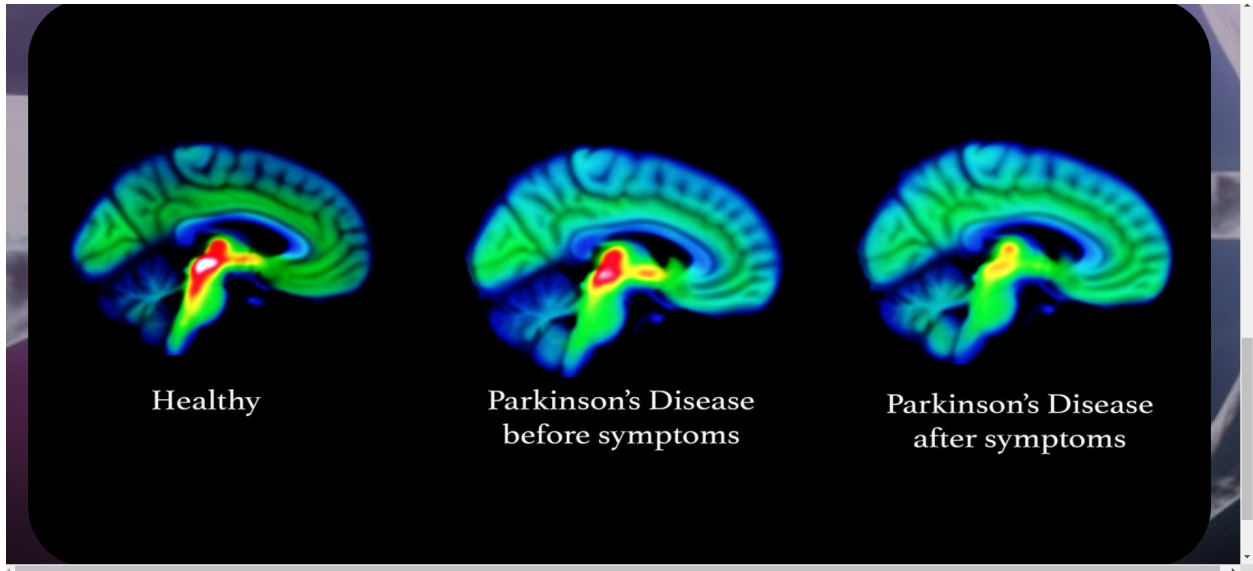 Healthy
Parkinson’s Disease
before symptoms
Parkinson’s Disease
after symptoms